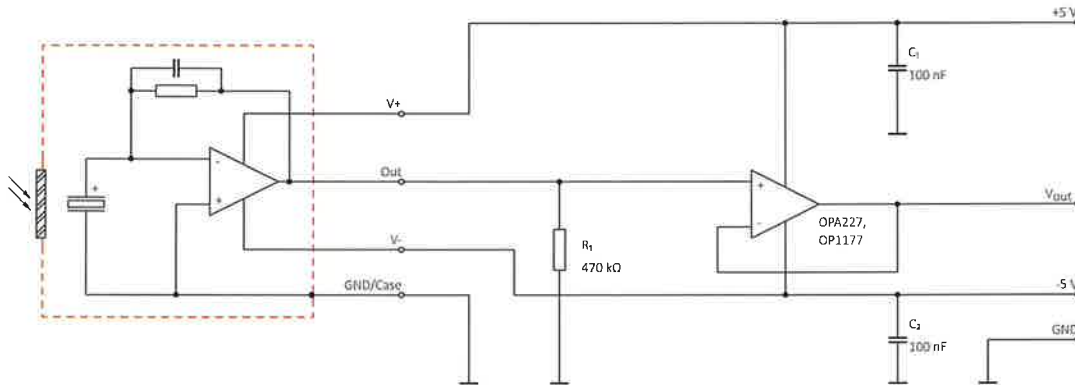 +5 V
C₁
100 nF
V+
Out
-
+
+
V-
GND/Case
R₁
470 kΩ
+
-
OPA227,
OP1177
Vout
-5 V
C₂
100 nF
GND